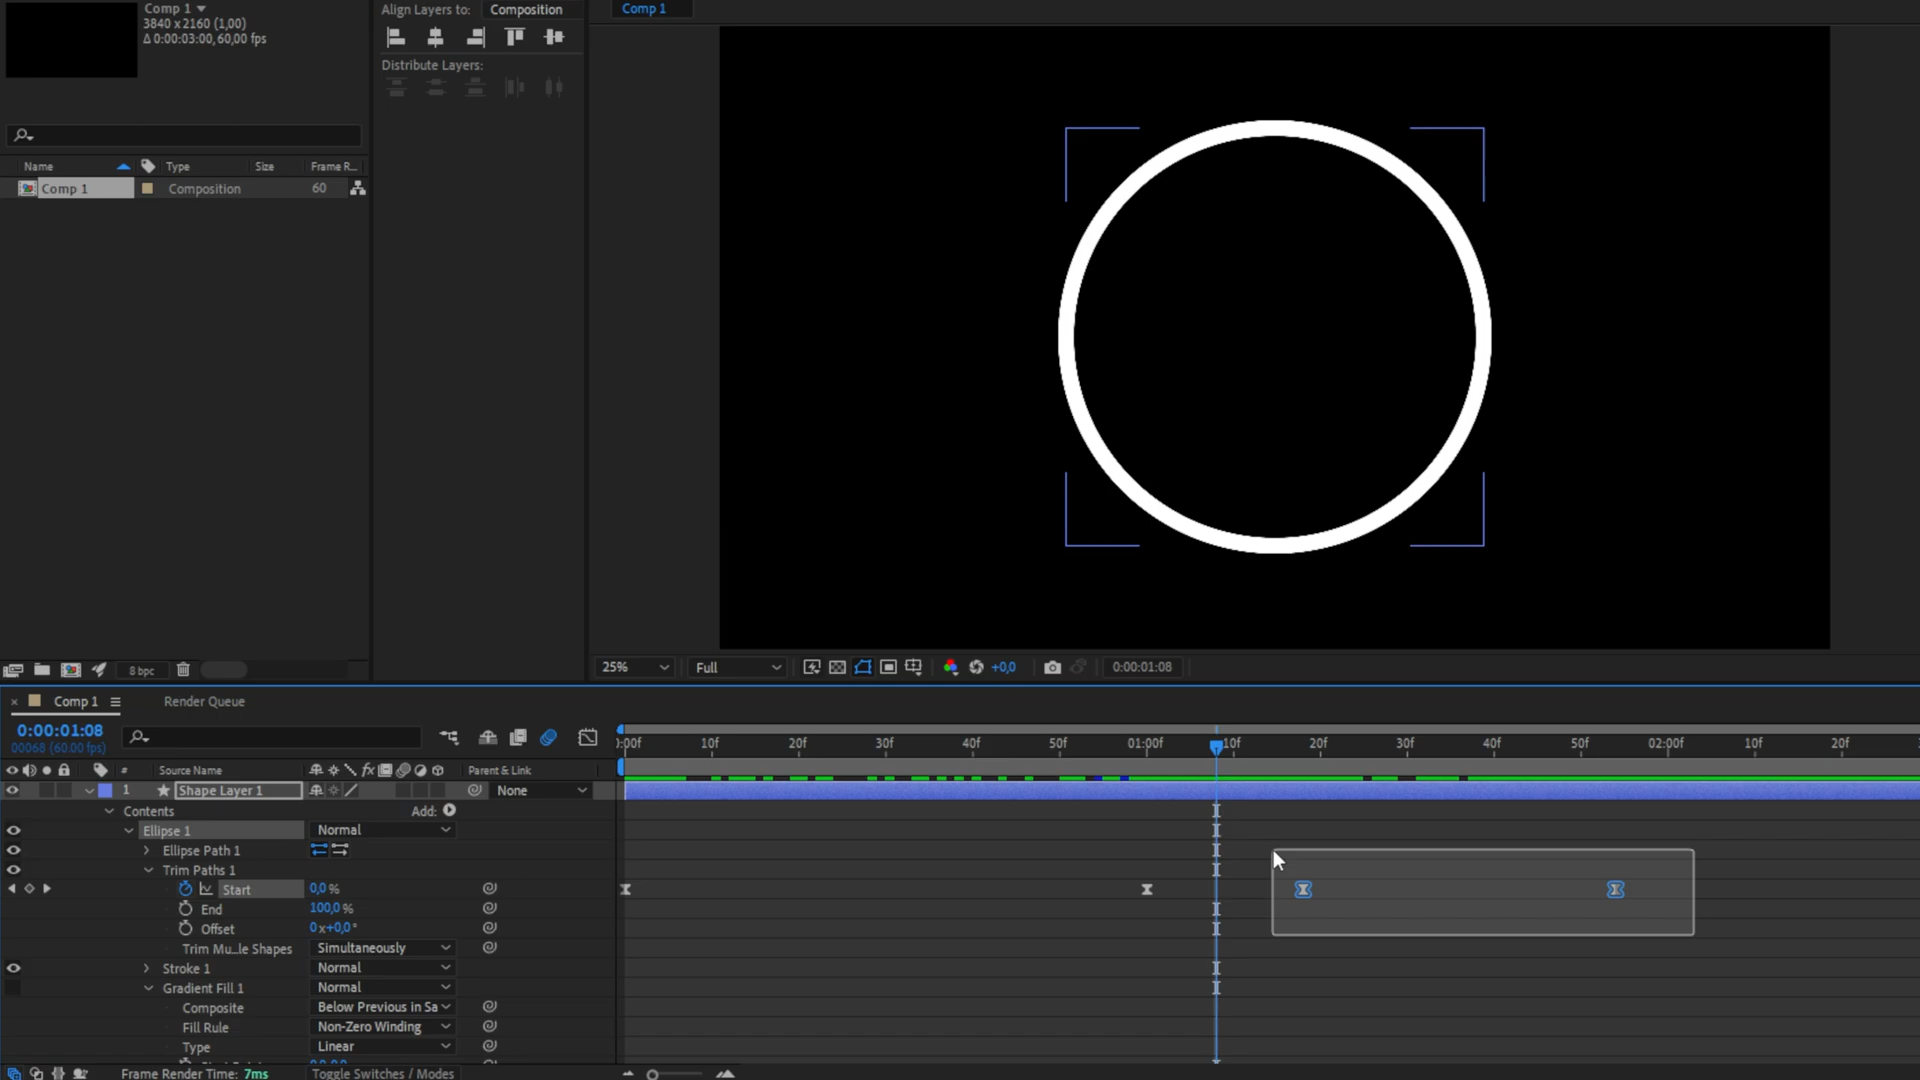 Comp 1
3840 x 2160 (1,00)
Δ 0:00:03:00, 60,00 fps
Align Layers to: Composition
Distribute Layers:
Comp 1
Name Type Size Frame R...
Comp 1 Composition 60
8 bpc
25% Full +0,0 0:00:01:08
Comp 1 Render Queue
0:00:01:08
00068 (60.00 fps)
):00f 10f 20f 30f 40f 50f 01:00f 10f 20f 30f 40f 50f 02:00f 10f 20f
# Source Name fx Parent & Link
1 Shape Layer 1 None
Contents Add:
Ellipse 1 Normal
Ellipse Path 1
Trim Paths 1
Start 0,0 %
End 100,0 %
Offset 0 x+0,0 °
Trim Mu...le Shapes Simultaneously
Stroke 1 Normal
Gradient Fill 1 Normal
Composite Below Previous in Sa
Fill Rule Non-Zero Winding
Type Linear
Frame Render Time: 7ms Toggle Switches / Modes